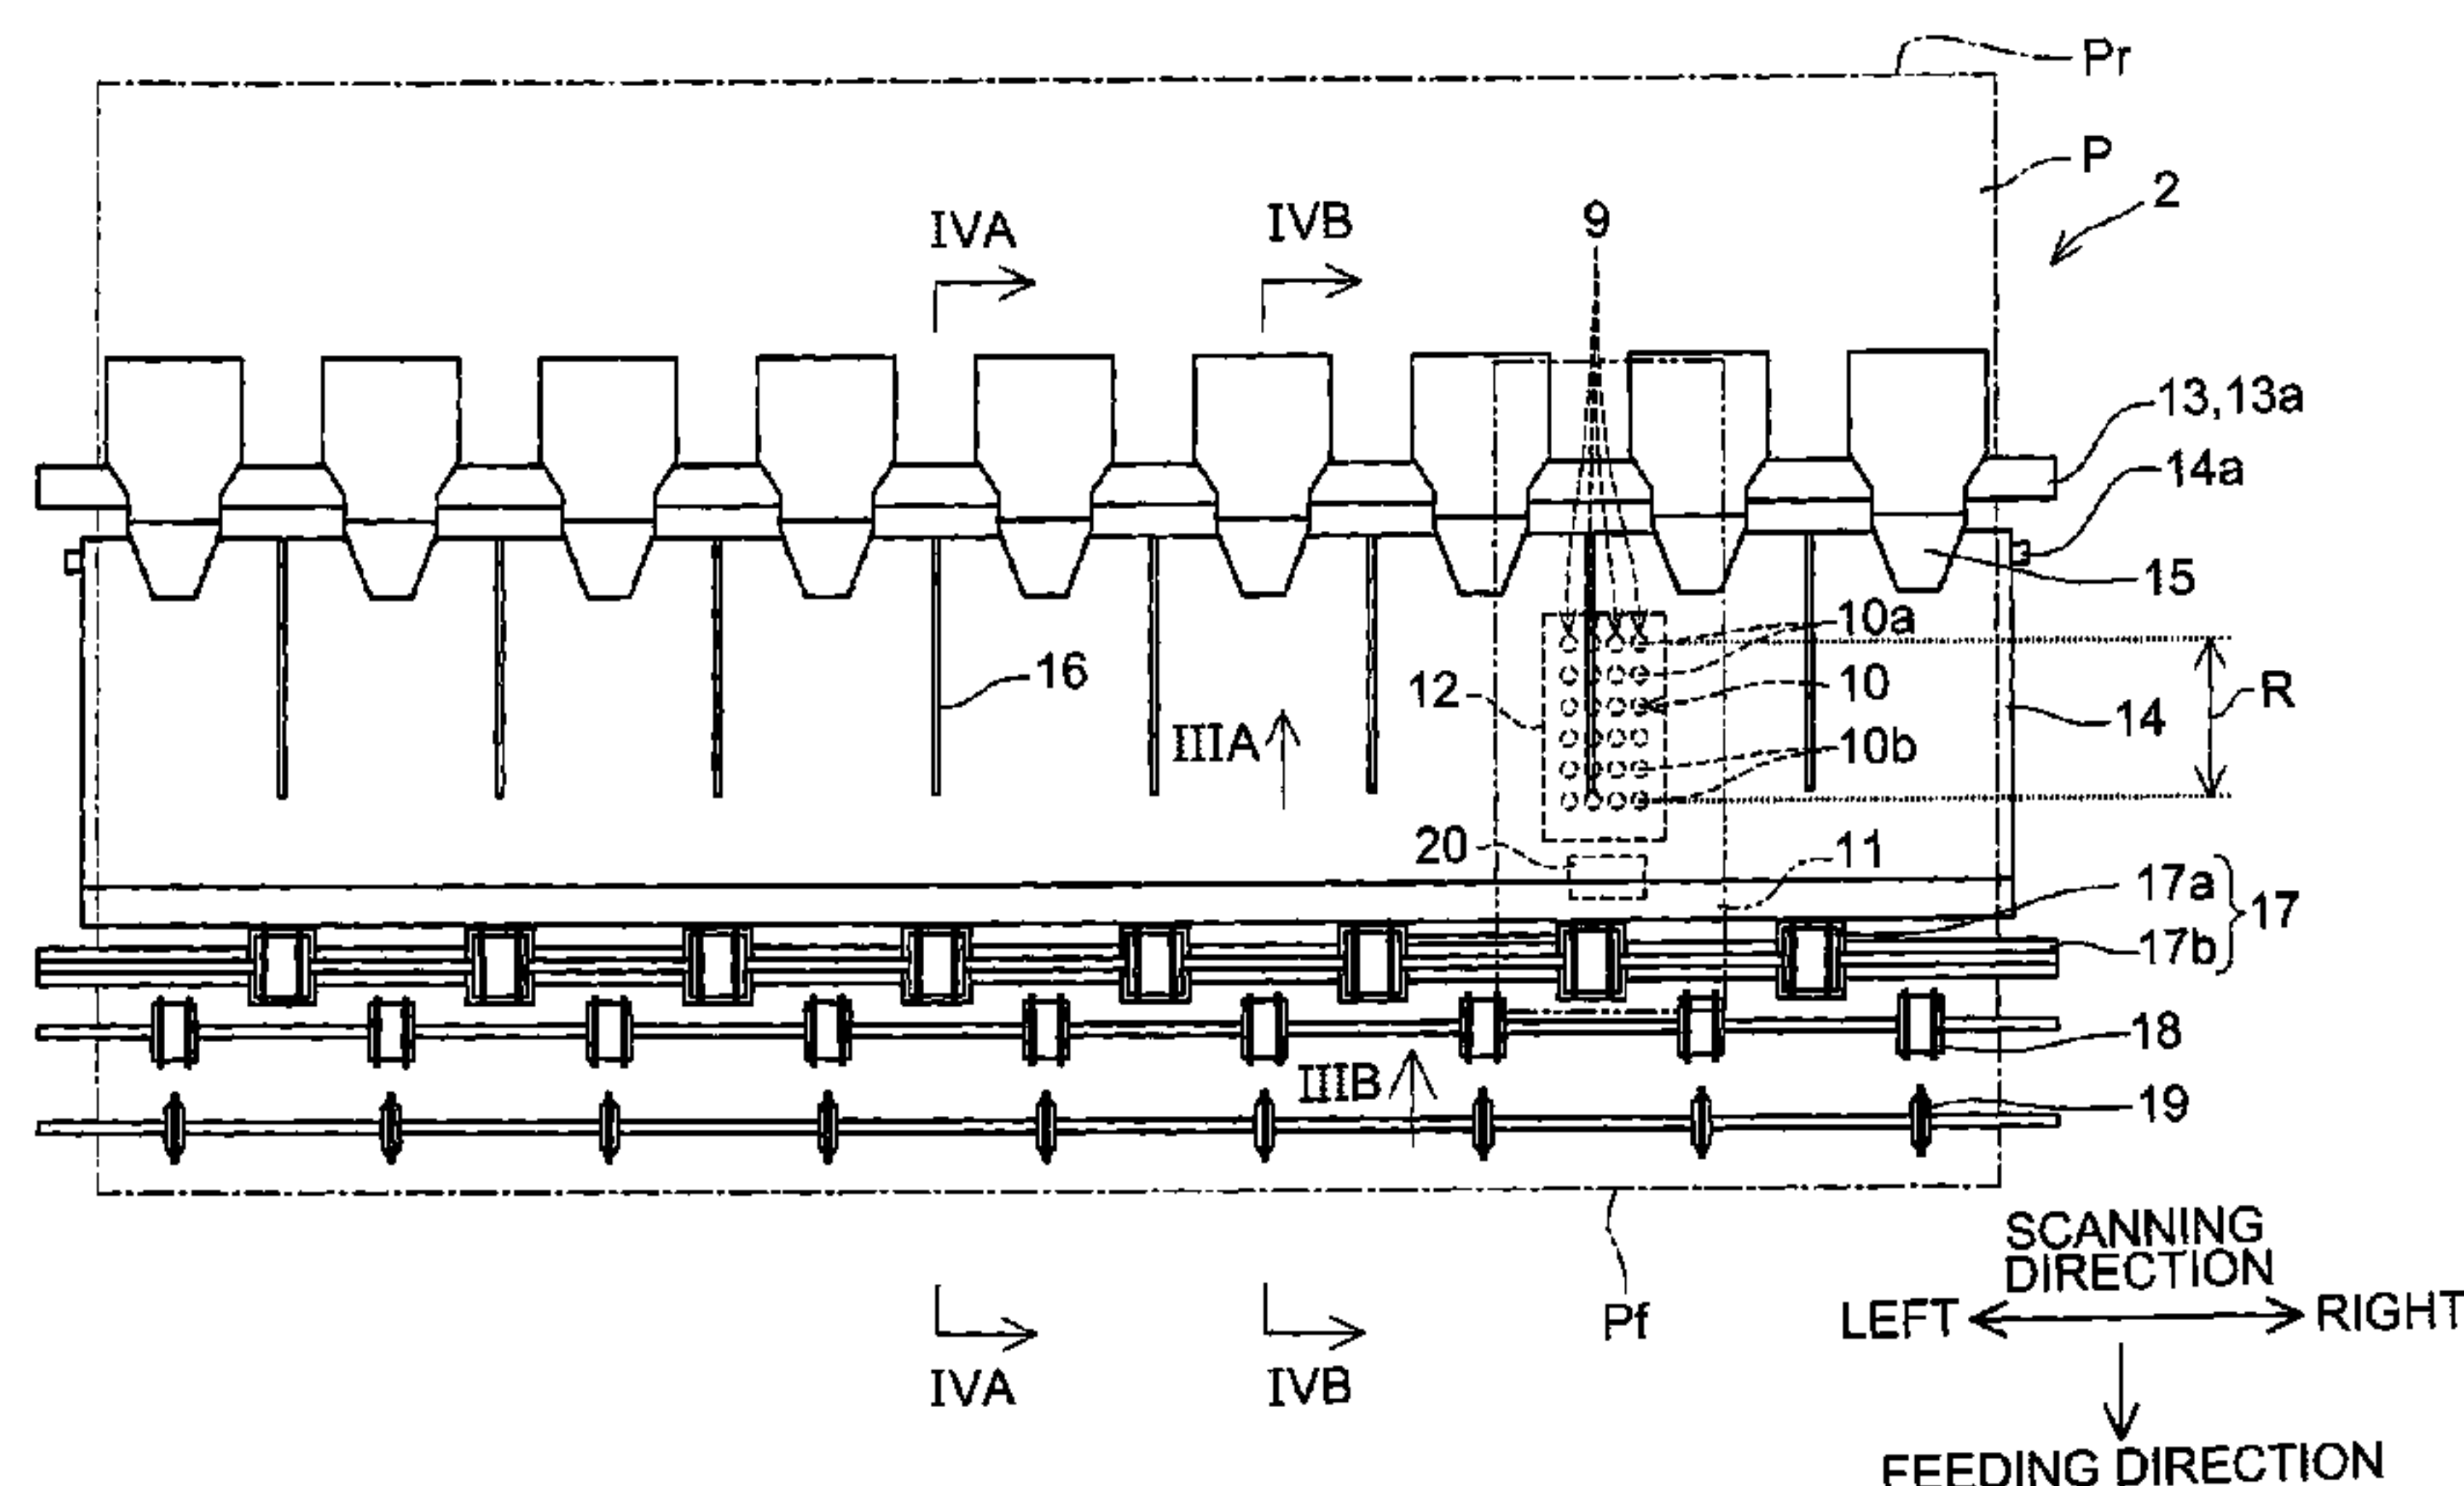 Pr
P
2
IVA
IVB
9
13,13a
14a
15
10a
16
12
10
R
14
IIIA
10b
20
11
17a
17
17b
18
IIIB
19
SCANNING
DIRECTION
Pf
LEFT
RIGHT
IVA
IVB
FEEDING DIRECTION